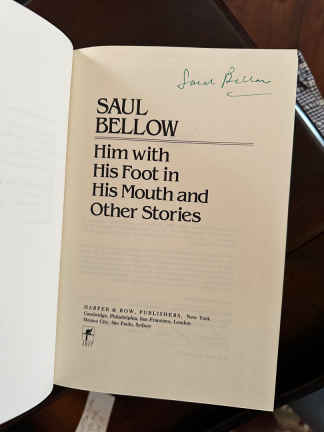 Saul Bellow
SAUL
BELLOW
Him with
His Foot in
His Mouth and
Other Stories
HARPER & ROW, PUBLISHERS, New York
Cambridge, Philadelphia, San Francisco, London
Mexico City, São Paulo, Sydney
1817